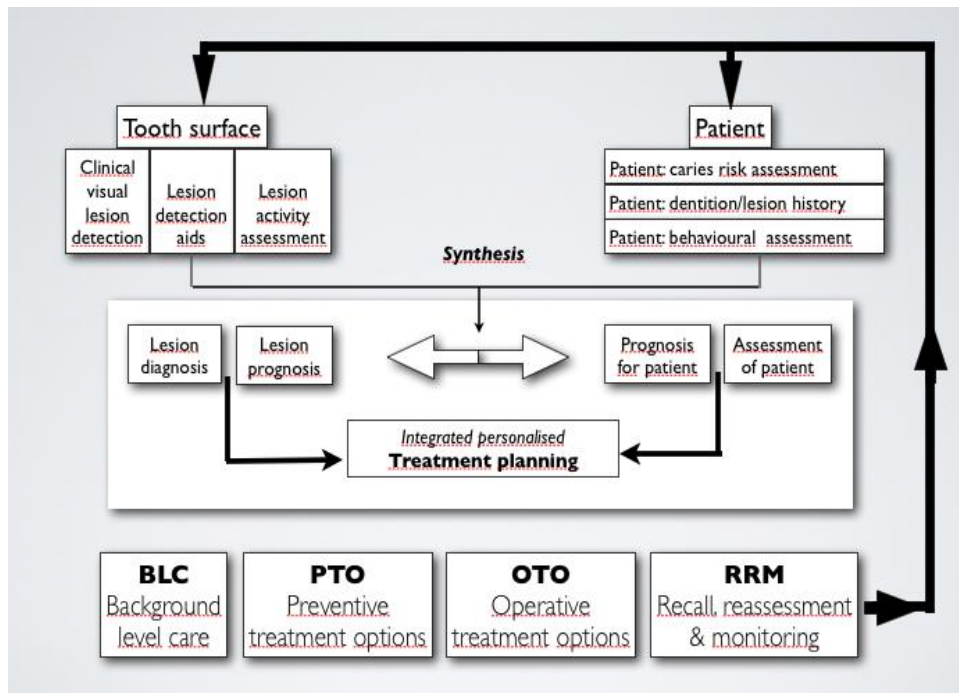 Tooth surface
Clinical
visual
lesion
detection
Lesion
detection
aids
Lesion
activity
assessment
Patient
Patient: caries risk assessment
Patient: dentition/lesion history
Patient: behavioural assessment
Synthesis
Lesion
diagnosis
Lesion
prognosis
Prognosis
for patient
Assessment
of patient
Integrated personalised
Treatment planning
BLC
Background
level care
PTO
Preventive
treatment options
OTO
Operative
treatment options
RRM
Recall, reassessment
& monitoring